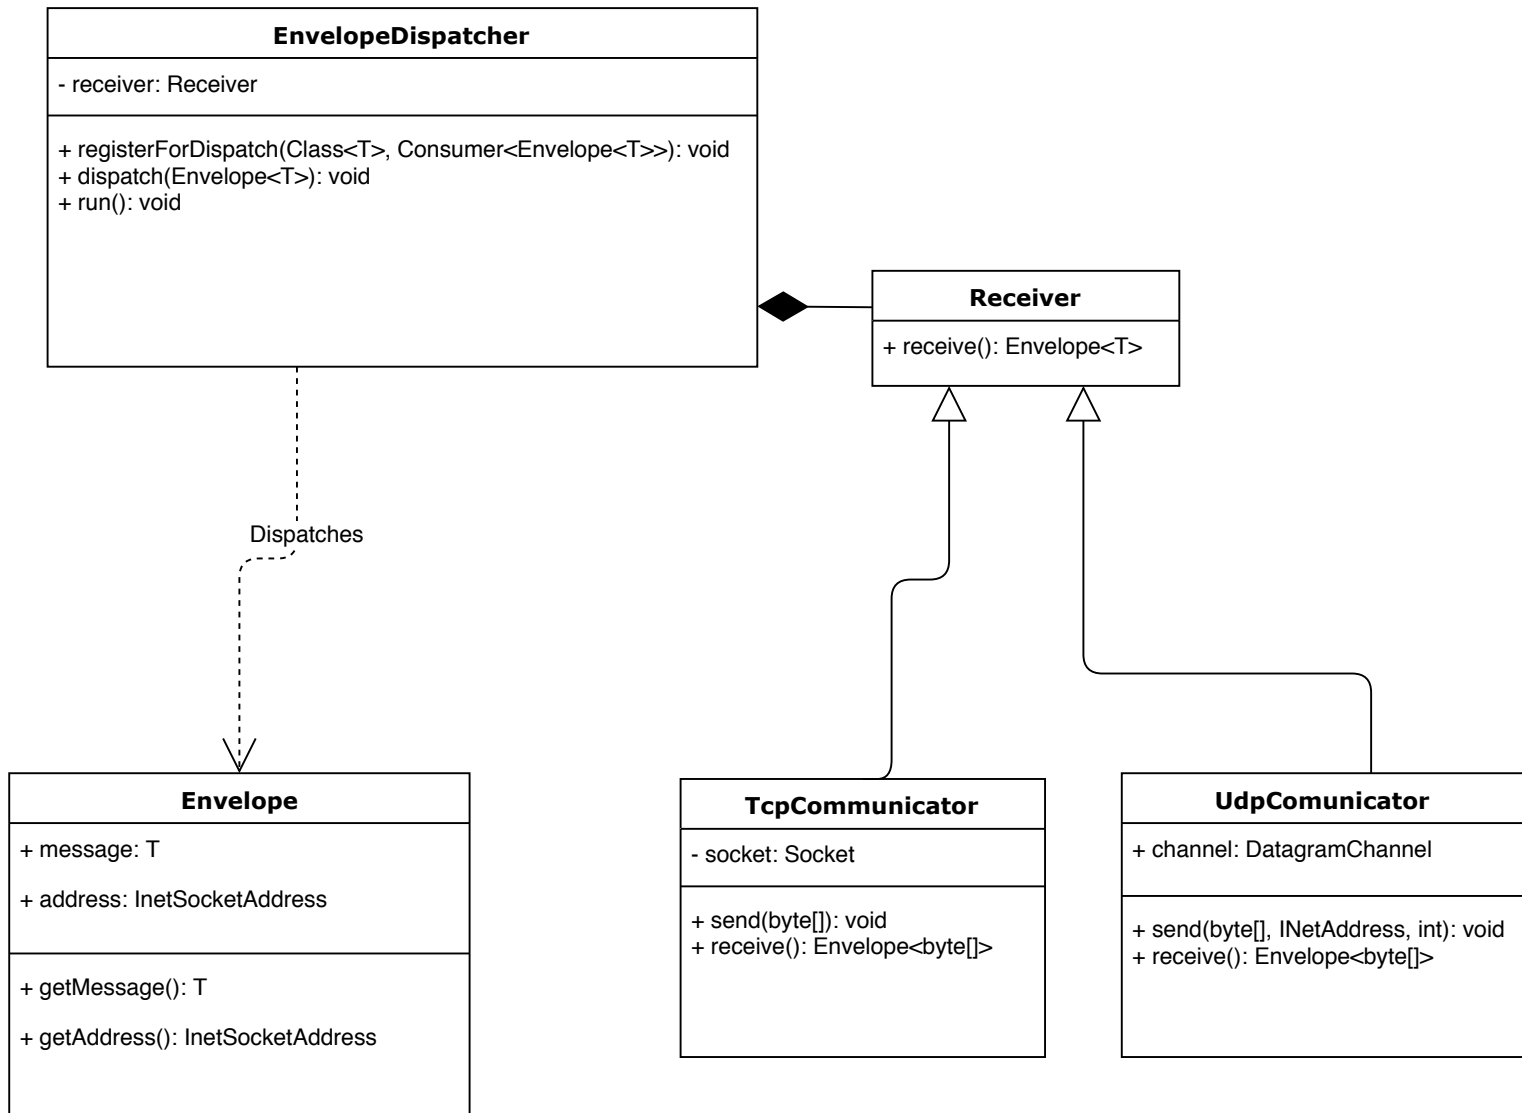 EnvelopeDispatcher
- receiver: Receiver
+ registerForDispatch(Class<T>, Consumer<Envelope<T>>): void
+ dispatch(Envelope<T>): void
+ run(): void
Receiver
+ receive(): Envelope<T>
Dispatches
Envelope
+ message: T
+ address: InetSocketAddress
+ getMessage(): T
+ getAddress(): InetSocketAddress
TcpCommunicator
- socket: Socket
+ send(byte[]): void
+ receive(): Envelope<byte[]>
UdpComunicator
+ channel: DatagramChannel
+ send(byte[], INetAddress, int): void
+ receive(): Envelope<byte[]>